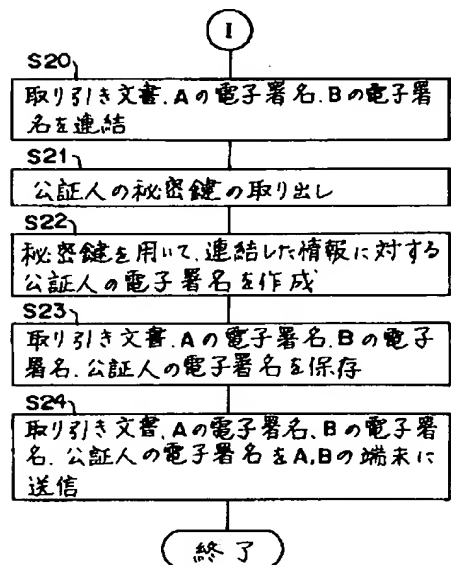 I
S20
取り引き文書、Aの電子署名、Bの電子署
名を連結
S21
公証人の秘密鍵の取り出し
S22
秘密鍵を用いて、連結した情報に対する
公証人の電子署名を作成
S23
取り引き文書、Aの電子署名、Bの電子
署名、公証人の電子署名を保存
S24
取り引き文書、Aの電子署名、Bの電子署
名、公証人の電子署名をA,Bの端末に
送信
終了